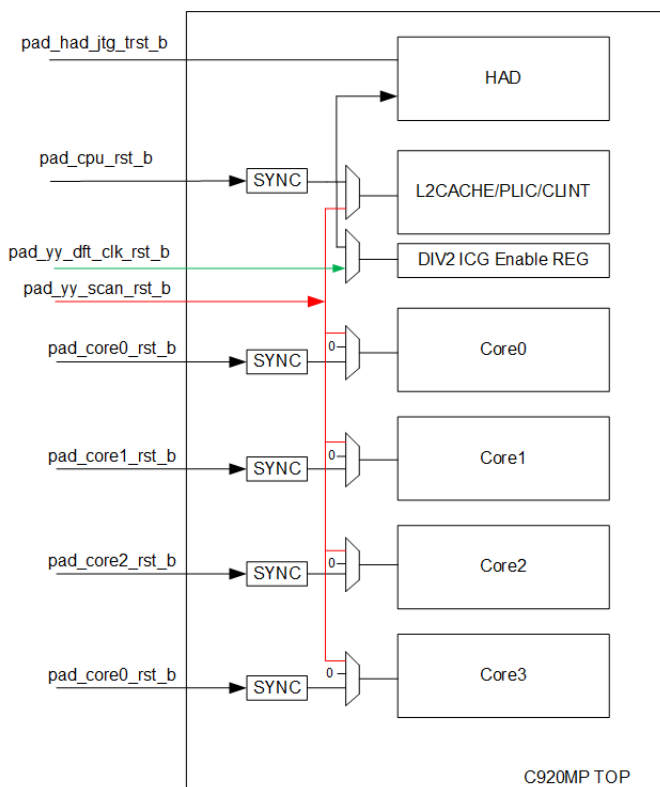 pad_had_jtg_trst_b
HAD
pad_cpu_rst_b
SYNC
L2CACHE/PLIC/CLINT
pad_yy_dft_clk_rst_b
DIV2 ICG Enable REG
pad_yy_scan_rst_b
pad_core0_rst_b
0
SYNC
Core0
pad_core1_rst_b
0
SYNC
Core1
pad_core2_rst_b
0
SYNC
Core2
pad_core0_rst_b
0
SYNC
Core3
C920MP TOP